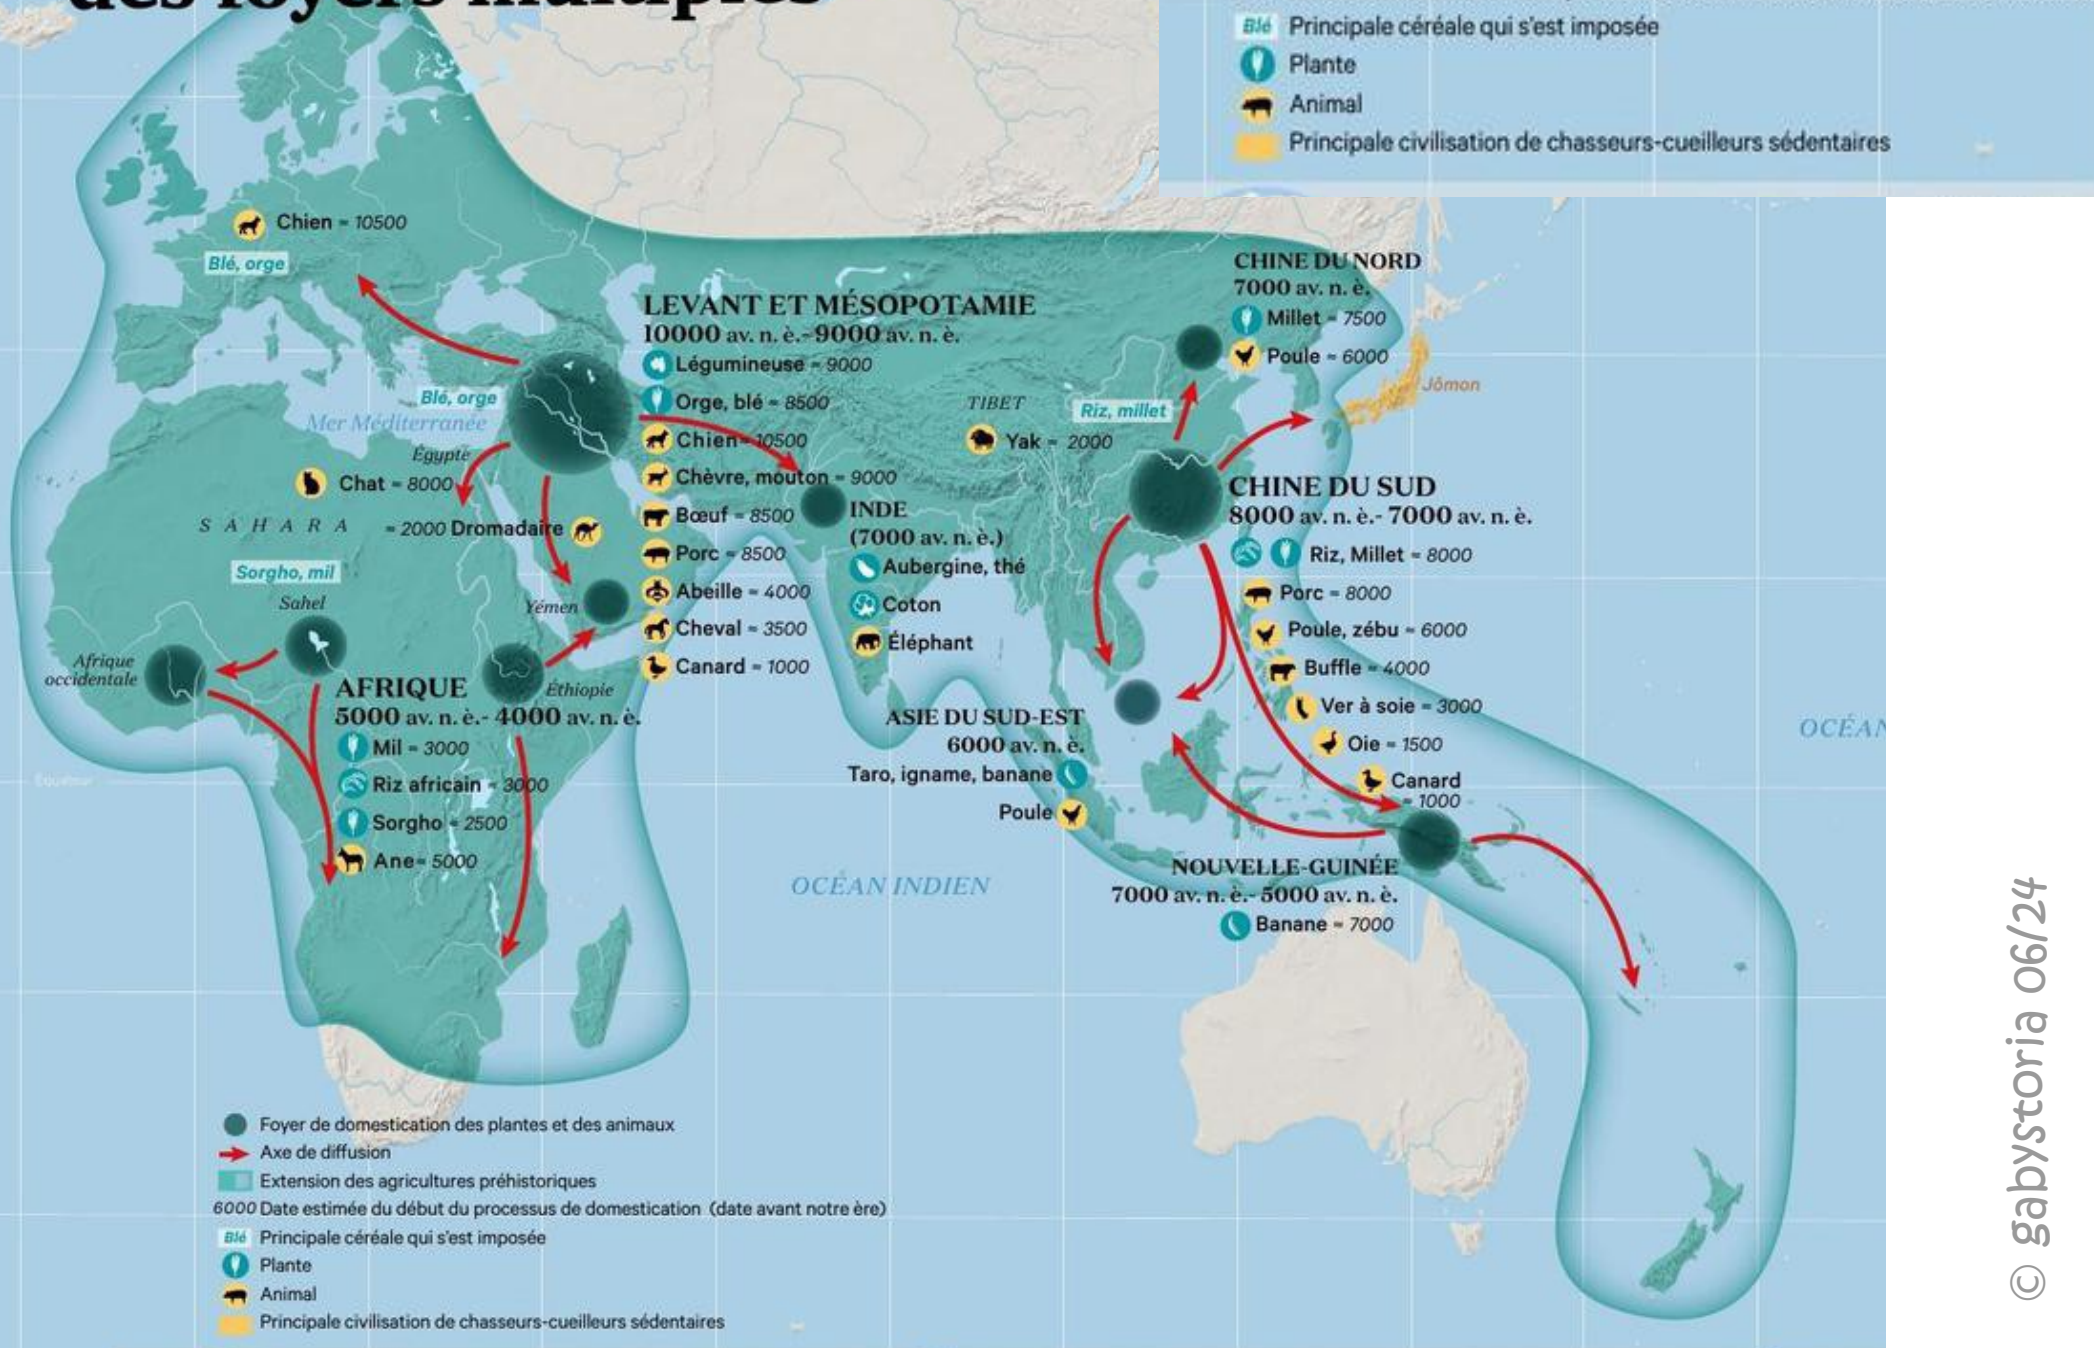 des foyers multiples
Blé Principale céréale qui s'est imposée
Plante
Animal
Principale civilisation de chasseurs-cueilleurs sédentaires
Chien ≈ 10500
Blé, orge
LEVANT ET MÉSOPOTAMIE
10000 av. n. è.-9000 av. n. è.
Légumineuse ≈ 9000
Orge, blé ≈ 8500
Chien ≈ 10500
Chèvre, mouton ≈ 9000
Bœuf ≈ 8500
Porc ≈ 8500
Abeille ≈ 4000
Cheval ≈ 3500
Canard ≈ 1000
Blé, orge
Mer Méditerranée
Égypte
Chat ≈ 8000
SAHARA
≈ 2000 Dromadaire
Sorgho, mil
Sahel
Yémen
Afrique
occidentale
Éthiopie
AFRIQUE
5000 av. n. è.- 4000 av. n. è.
Mil ≈ 3000
Riz africain ≈ 3000
Sorgho ≈ 2500
Ane ≈ 5000
Équateur
INDE
(7000 av. n. è.)
Aubergine, thé
Coton
Éléphant
TIBET
Yak ≈ 2000
Riz, millet
CHINE DU NORD
7000 av. n. è.
Millet ≈ 7500
Poule ≈ 6000
Jômon
CHINE DU SUD
8000 av. n. è.- 7000 av. n. è.
Riz, Millet ≈ 8000
Porc ≈ 8000
Poule, zébu ≈ 6000
Buffle ≈ 4000
Ver à soie ≈ 3000
Oie ≈ 1500
Canard
≈ 1000
ASIE DU SUD-EST
6000 av. n. è.
Taro, igname, banane
Poule
NOUVELLE-GUINÉE
7000 av. n. è.- 5000 av. n. è.
Banane ≈ 7000
OCÉAN INDIEN
OCÉAN
Foyer de domestication des plantes et des animaux
Axe de diffusion
Extension des agricultures préhistoriques
6000 Date estimée du début du processus de domestication (date avant notre ère)
Blé Principale céréale qui s'est imposée
Plante
Animal
Principale civilisation de chasseurs-cueilleurs sédentaires
© gabystoria 06/24